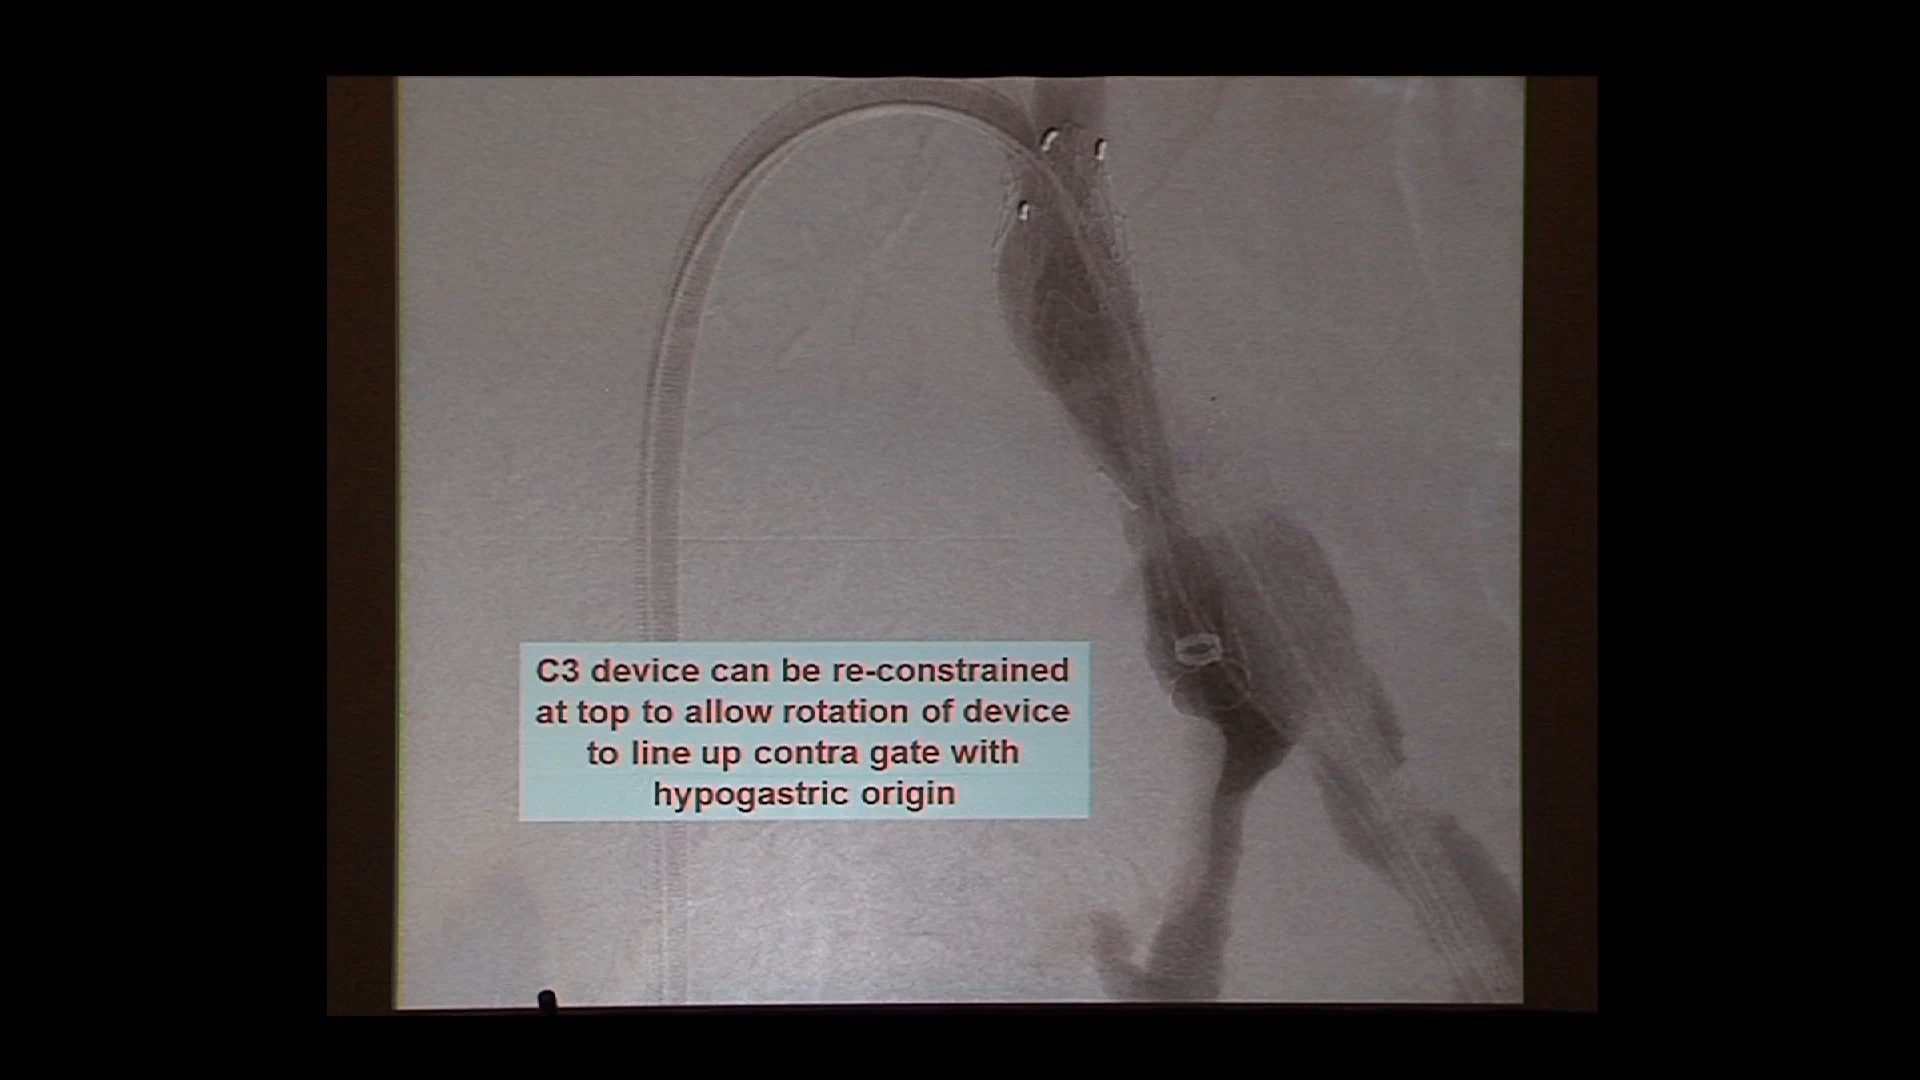 C3 device can be re-constrained
at top to allow rotation of device
to line up contra gate with
hypogastric origin